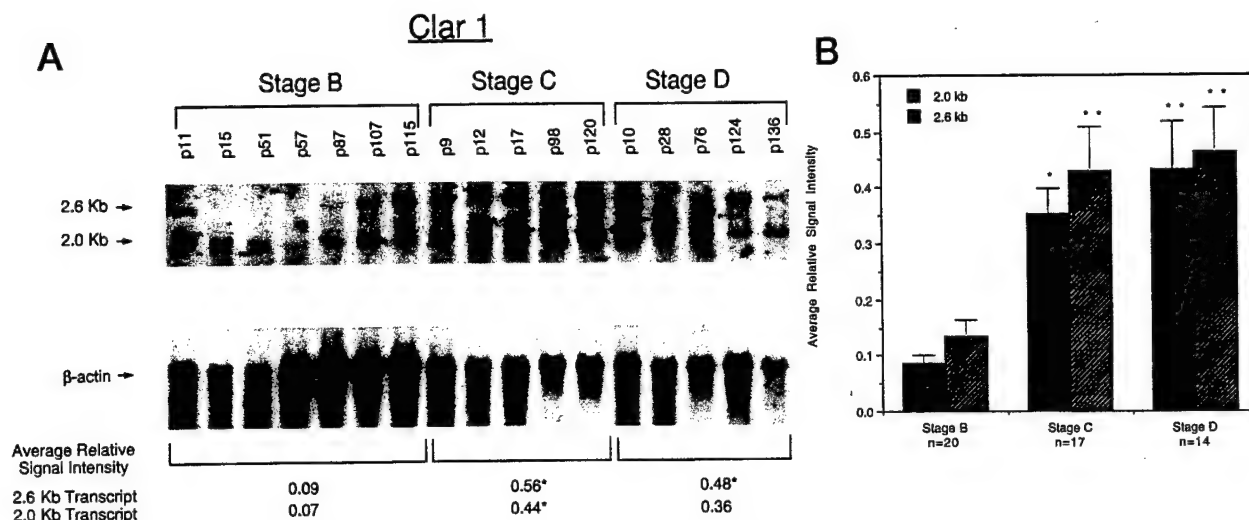 Clar 1
A
Stage B Stage C Stage D
p11 p15 p51 p57 p87 p107 p115 p9 p12 p17 p98 p120 p10 p28 p76 p124 p136
2.6 Kb →
2.0 Kb →
β-actin →
Average Relative
Signal Intensity
2.6 Kb Transcript 0.09 0.56* 0.48*
2.0 Kb Transcript 0.07 0.44* 0.36
B
Average Relative Signal Intensity
0.6
0.5
0.4
0.3
0.2
0.1
0.0
2.0 kb
2.6 kb
* ** ** **
Stage B Stage C Stage D
n=20 n=17 n=14